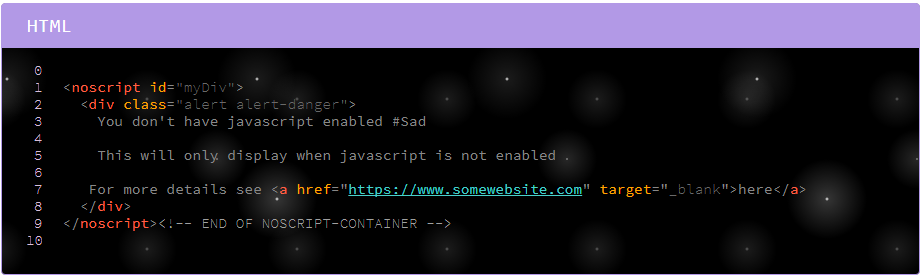 HTML
0
1 <noscript id="myDiv">
2 <div class="alert alert-danger">
3 You don't have javascript enabled #Sad
4
5 This will only display when javascript is not enabled .
6
7 For more details see <a href="https://www.somewebsite.com" target="_blank">here</a>
8 </div>
9 </noscript><!-- END OF NOSCRIPT-CONTAINER -->
10